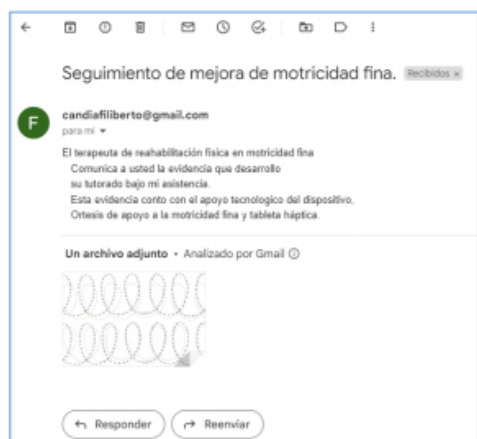 Seguimiento de mejora de motricidad fina. Recibidos ×
F
candiafiliberto@gmail.com
para mi
El terapeuta de reahabilitación física en motricidad fina
Comunica a usted la evidencia que desarrollo
su tutorado bajo mi asistencia.
Esta evidencia conto con el apoyo tecnologico del dispositivo,
Ortesis de apoyo a la motricidad fina y tableta háptica.
Un archivo adjunto • Analizado por Gmail
Responder
Reenviar